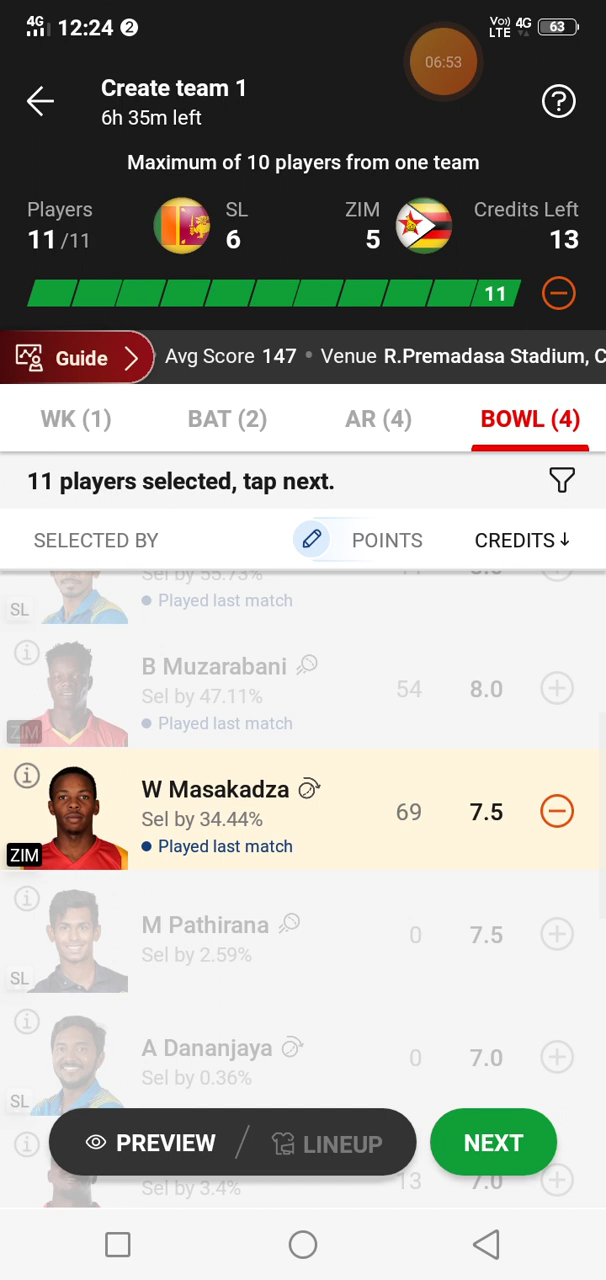 4G 12:24 2 Vo) LTE 4G 63
06:53
Create team 1
6h 35m left
Maximum of 10 players from one team
Players SL ZIM Credits Left
11/11 6 5 13
11
Guide Avg Score 147 • Venue R.Premadasa Stadium, C
WK (1) BAT (2) AR (4) BOWL (4)
11 players selected, tap next.
SELECTED BY POINTS CREDITS↓
Sel by 55.73%
SL • Played last match
B Muzarabani
Sel by 47.11% 54 8.0
ZIM • Played last match
W Masakadza
Sel by 34.44% 69 7.5
ZIM • Played last match
M Pathirana 0 7.5
Sel by 2.59%
SL
A Dananjaya 0 7.0
Sel by 0.36%
SL
PREVIEW / LINEUP NEXT
Sel by 3.4% 13 7.0